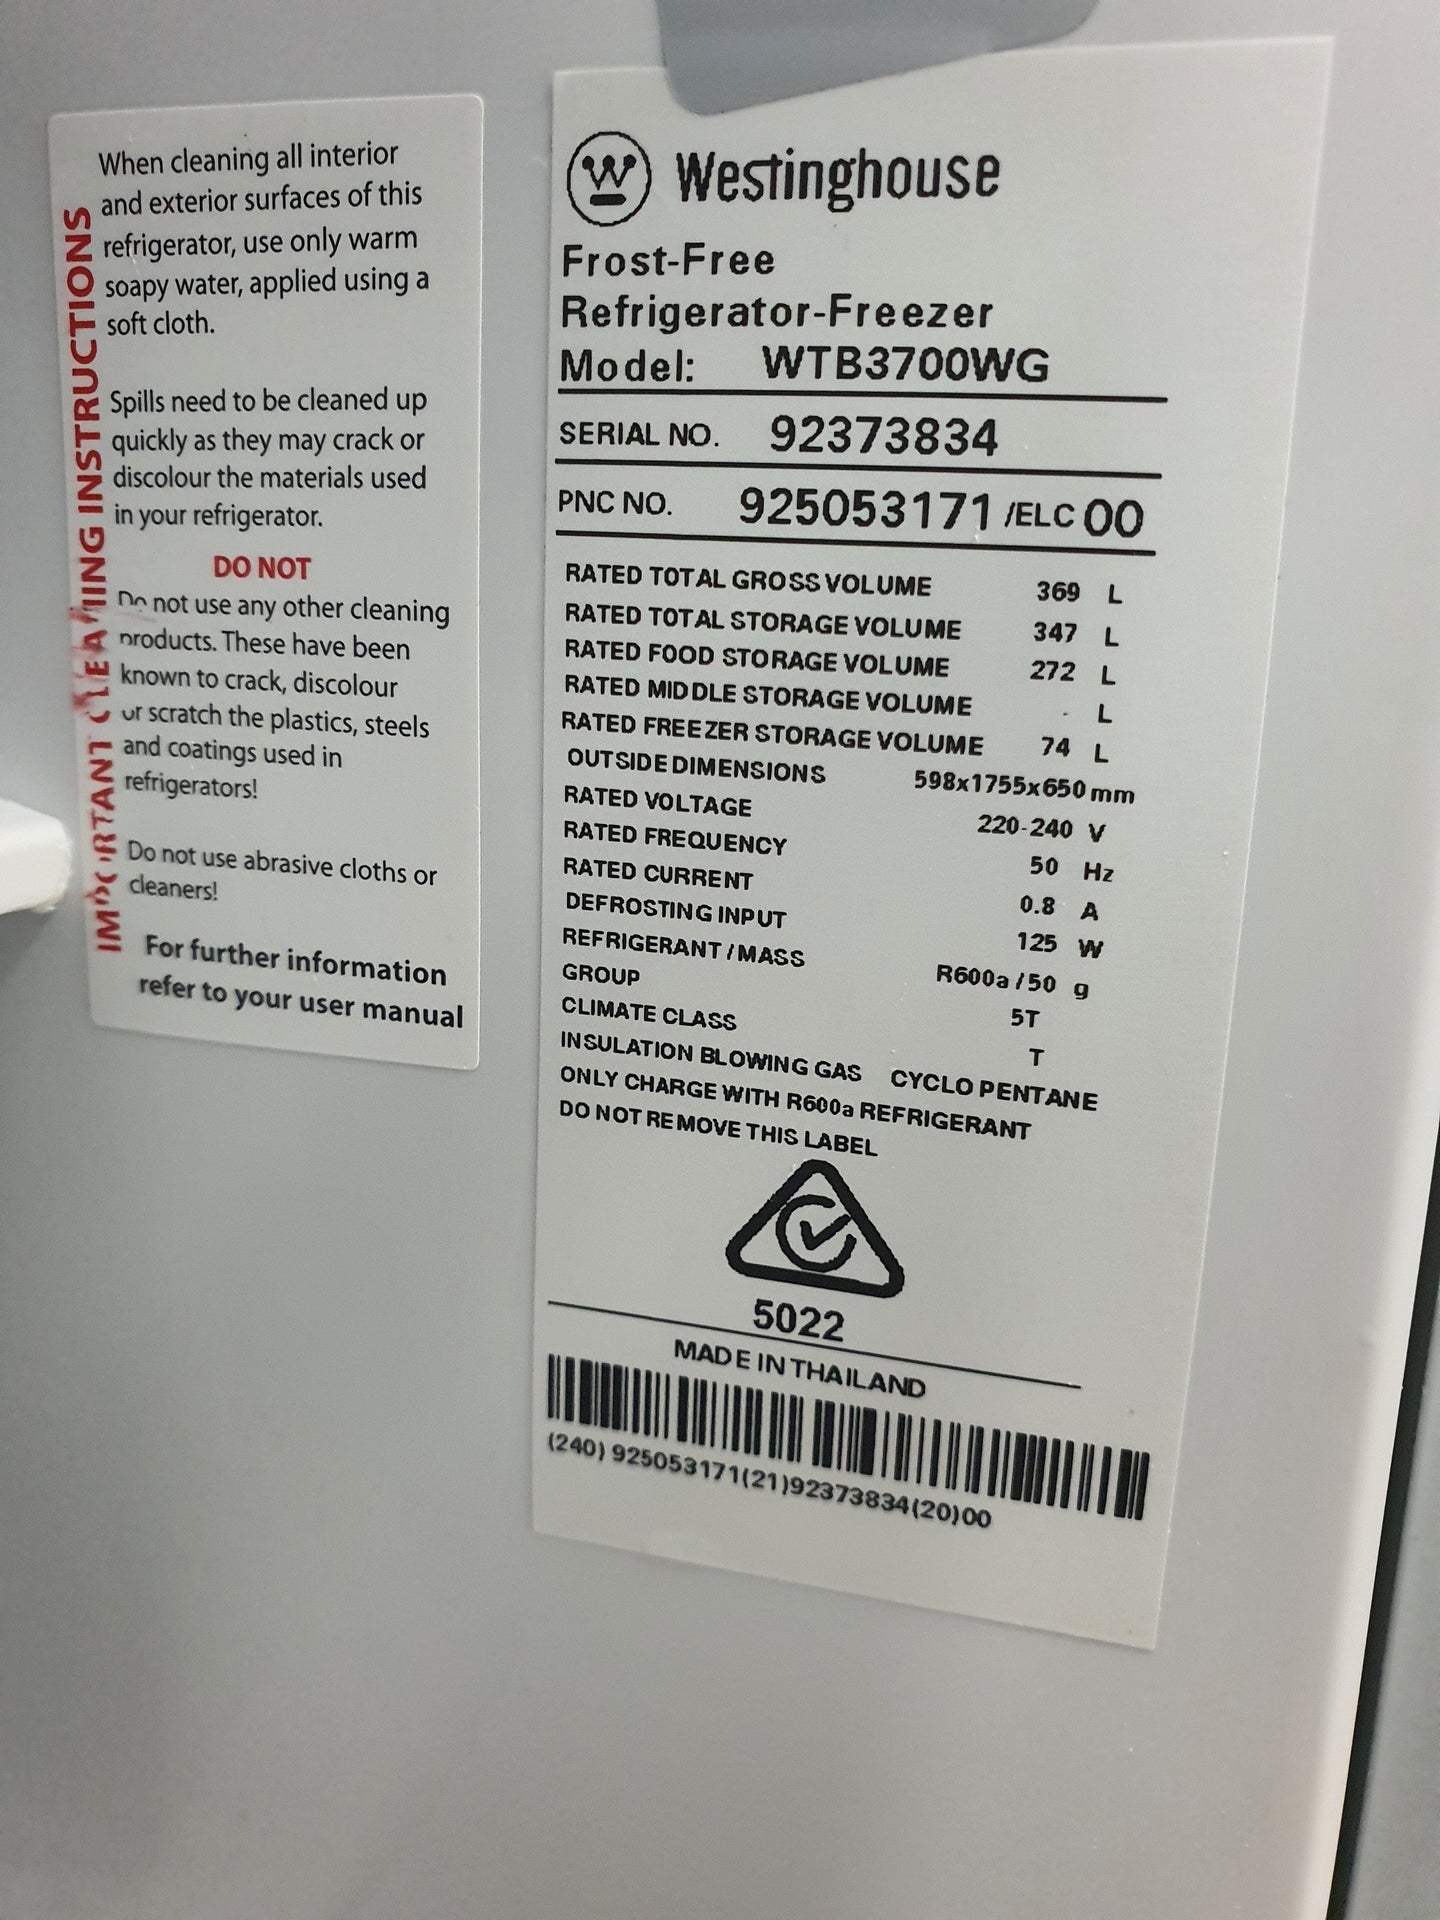 IMPORTANT CLEANING INSTRUCTIONS
When cleaning all interior
and exterior surfaces of this
refrigerator, use only warm
soapy water, applied using a
soft cloth.
Spills need to be cleaned up
quickly as they may crack or
discolour the materials used
in your refrigerator.
DO NOT
Do not use any other cleaning
products. These have been
known to crack, discolour
or scratch the plastics, steels
and coatings used in
refrigerators!
Do not use abrasive cloths or
cleaners!
For further information
refer to your user manual
W Westinghouse
Frost-Free
Refrigerator-Freezer
Model: WTB3700WG
SERIAL NO. 92373834
PNC NO. 925053171 /ELC 00
RATED TOTAL GROSS VOLUME 369 L
RATED TOTAL STORAGE VOLUME 347 L
RATED FOOD STORAGE VOLUME 272 L
RATED MIDDLE STORAGE VOLUME - L
RATED FREEZER STORAGE VOLUME 74 L
OUTSIDE DIMENSIONS 598x1755x650 mm
RATED VOLTAGE 220-240 V
RATED FREQUENCY 50 Hz
RATED CURRENT 0.8 A
DEFROSTING INPUT 125 W
REFRIGERANT / MASS R600a / 50 g
GROUP 5T
CLIMATE CLASS T
INSULATION BLOWING GAS CYCLO PENTANE
ONLY CHARGE WITH R600a REFRIGERANT
DO NOT REMOVE THIS LABEL
5022
MADE IN THAILAND
(240) 925053171(21)92373834(20)00